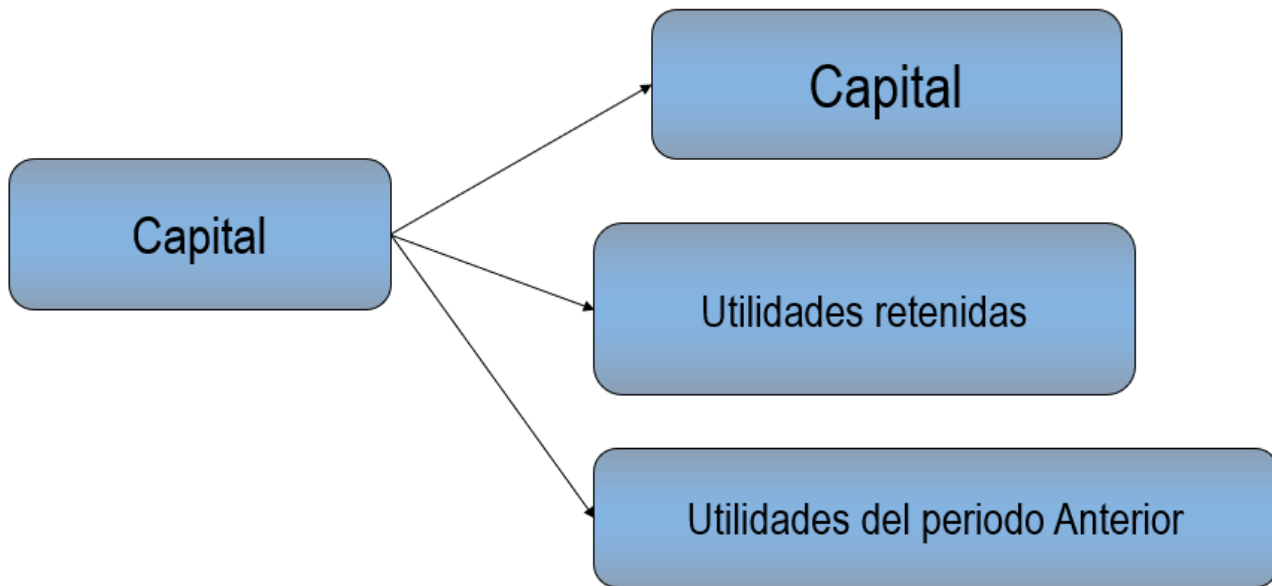 Capital
Capital
Utilidades retenidas
Utilidades del periodo Anterior